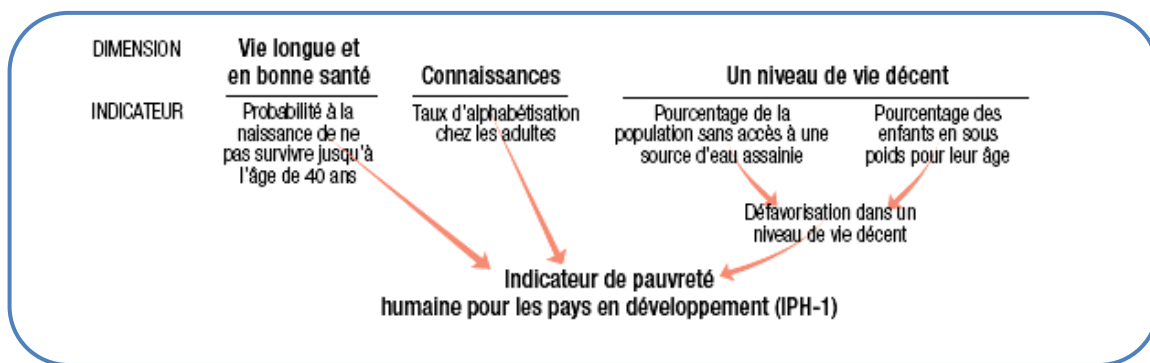 DIMENSION
Vie longue et
en bonne santé
Connaissances
Un niveau de vie décent
INDICATEUR
Probabilité à la
naissance de ne
pas survivre jusqu'à
l'âge de 40 ans
Taux d'alphabétisation
chez les adultes
Pourcentage de la
population sans accès à une
source d'eau assainie
Pourcentage des
enfants en sous
poids pour leur âge
Défavorisation dans un
niveau de vie décent
Indicateur de pauvreté
humaine pour les pays en développement (IPH-1)